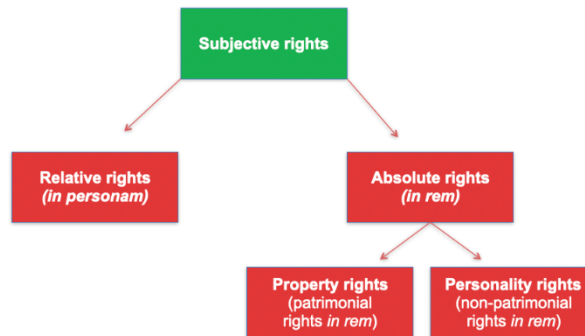 Subjective rights
Relative rights
(in personam)
Absolute rights
(in rem)
Property rights
(patrimonial
rights in rem)
Personality rights
(non-patrimonial
rights in rem)